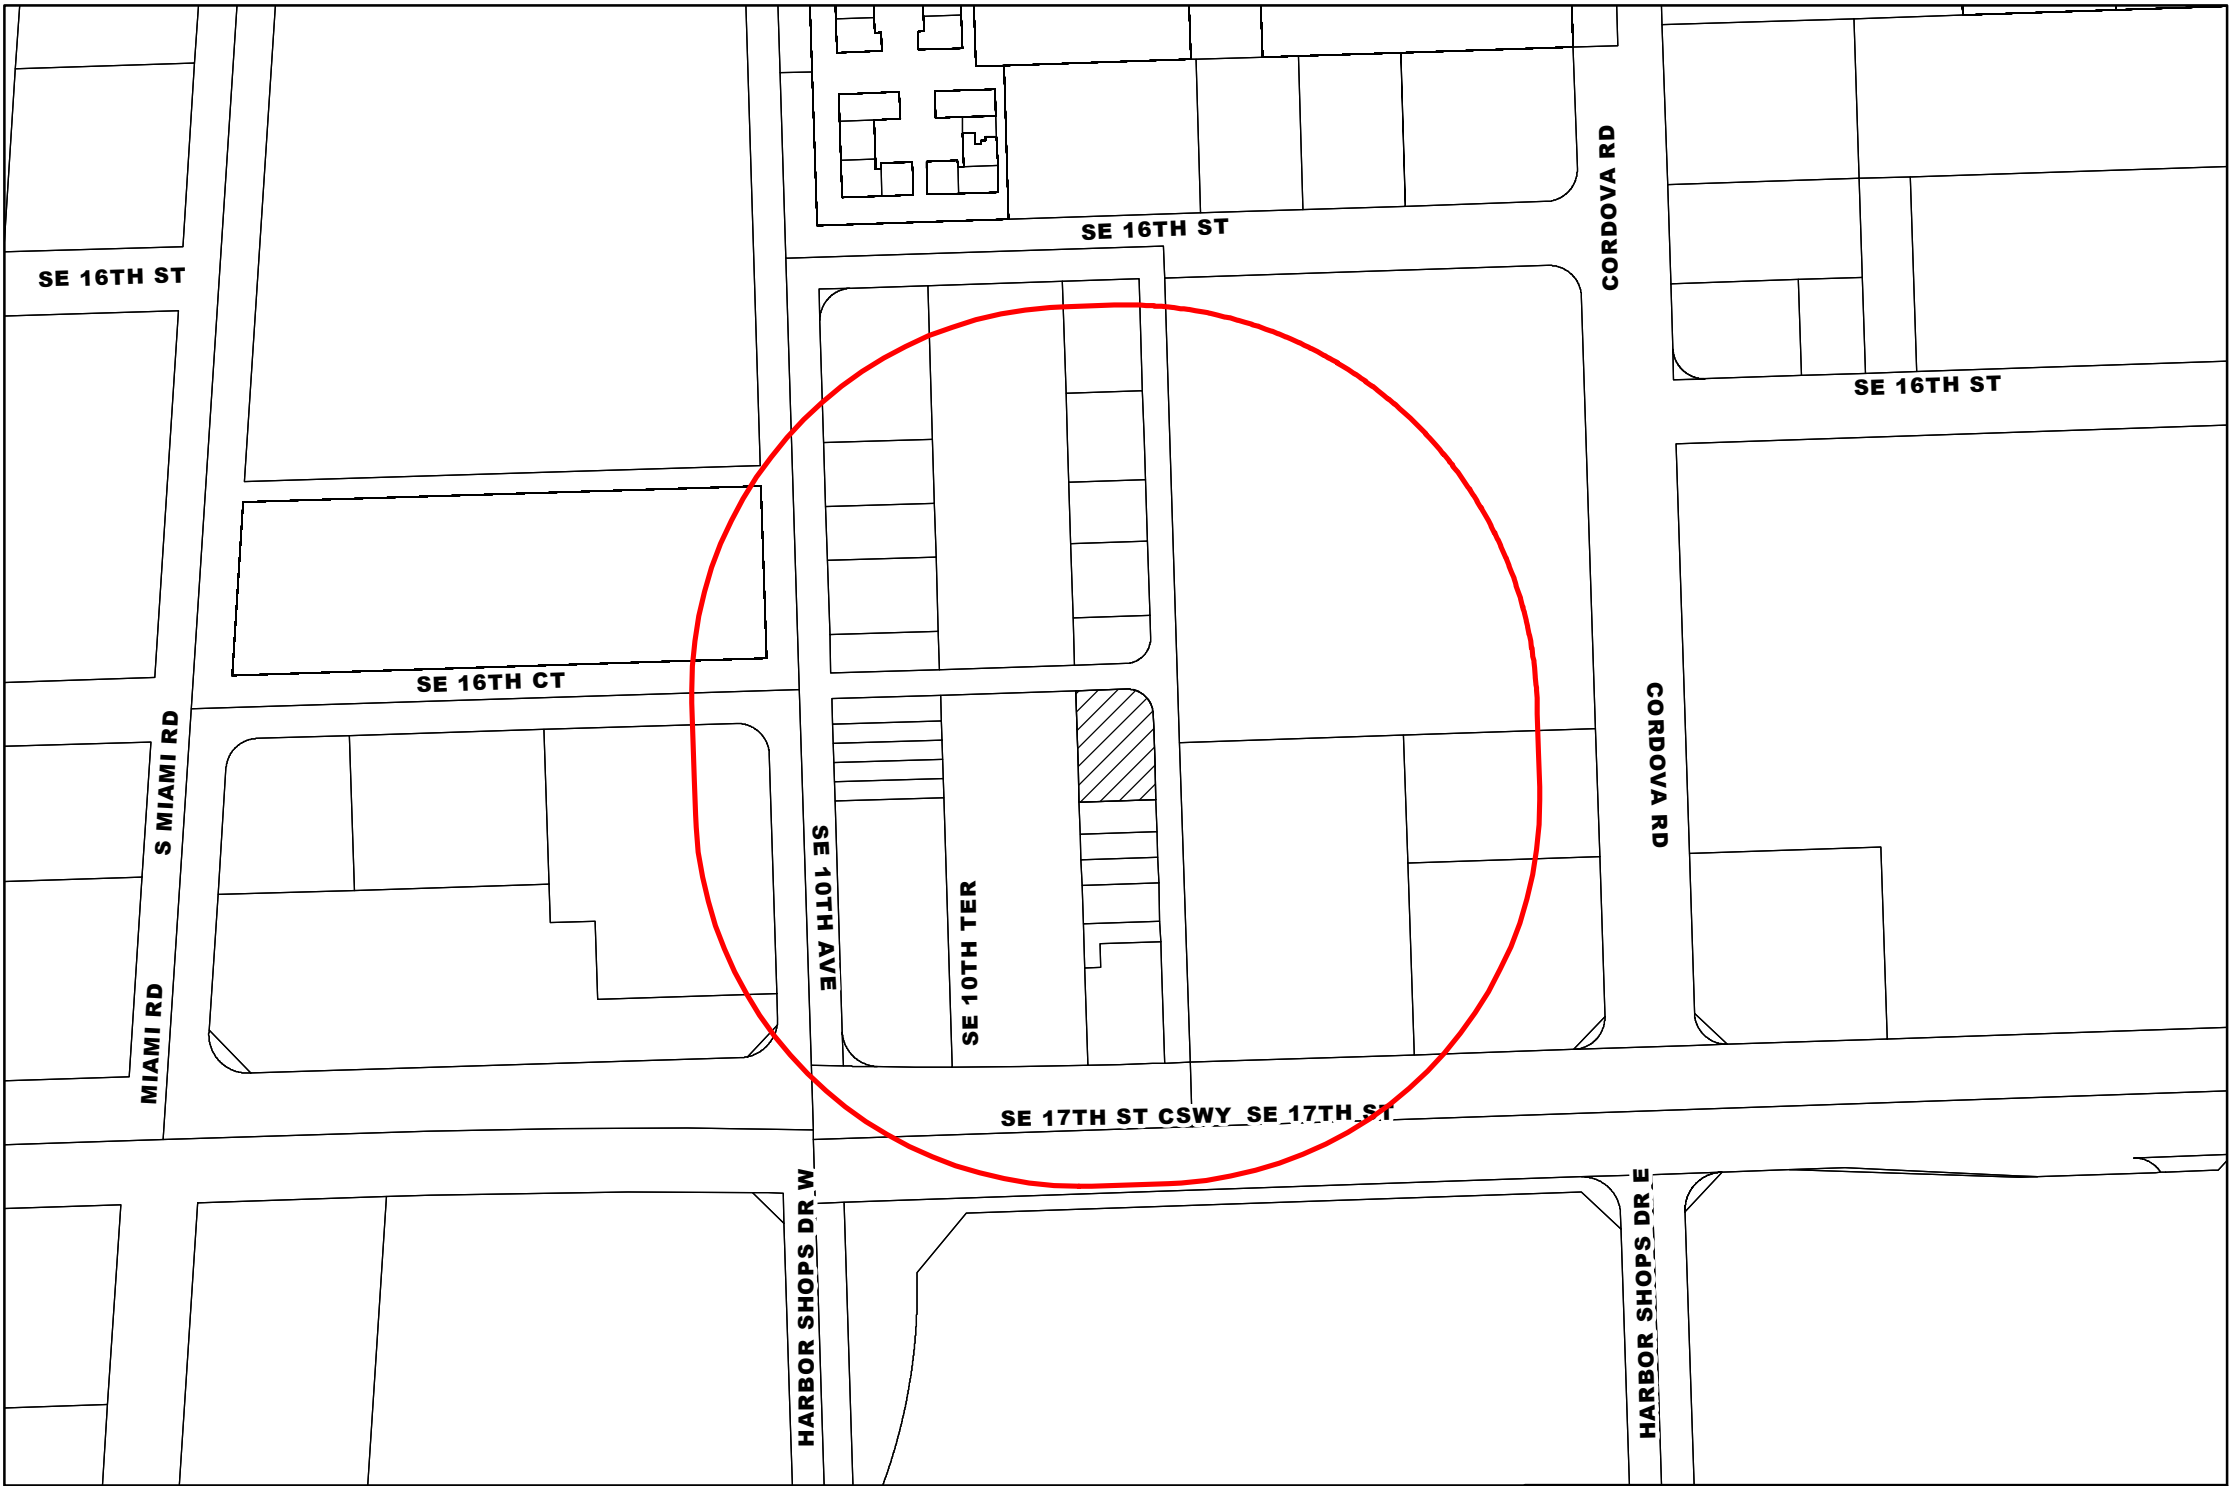 SE 16TH ST
CORDOVA RD
SE 16TH ST
SE 16TH ST
SE 16TH CT
S MIAMI RD
CORDOVA RD
SE 10TH AVE
SE 10TH TER
MIAMI RD
SE 17TH ST CSWY SE 17TH ST
HARBOR SHOPS DR W
HARBOR SHOPS DR E